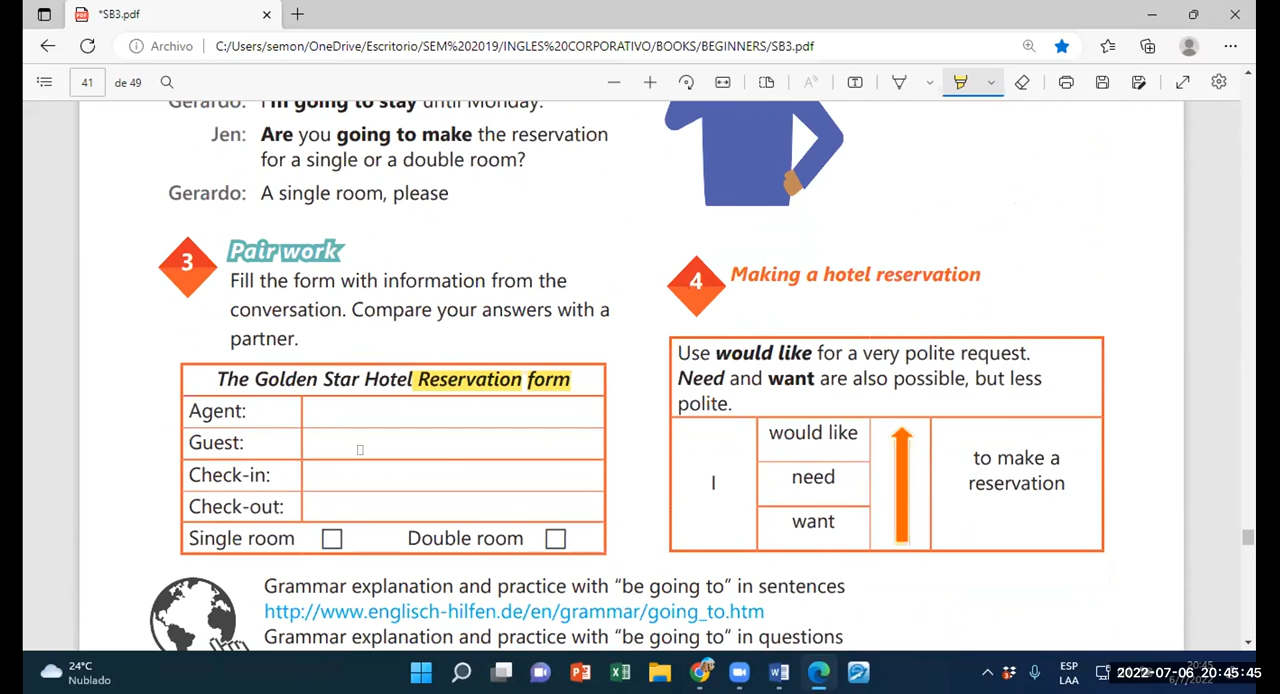 *SB3.pdf
Archivo
C:/Users/semon/OneDrive/Escritorio/SEM%202019/INGLES%20CORPORATIVO/BOOKS/BEGINNERS/SB3.pdf
41 de 49
Gerardo: I'm going to stay until Monday.
Jen: Are you going to make the reservation
for a single or a double room?
Gerardo: A single room, please
3 Pair work
Fill the form with information from the
conversation. Compare your answers with a
partner.
The Golden Star Hotel Reservation form
Agent:
Guest:
Check-in:
Check-out:
Single room Double room
4 Making a hotel reservation
Use would like for a very polite request.
Need and want are also possible, but less
polite.
I
would like
need
want
to make a
reservation
Grammar explanation and practice with “be going to” in sentences
http://www.englisch-hilfen.de/en/grammar/going_to.htm
Grammar explanation and practice with “be going to” in questions
24°C
Nublado
ESP
LAA
2022-07-06 20:45:45